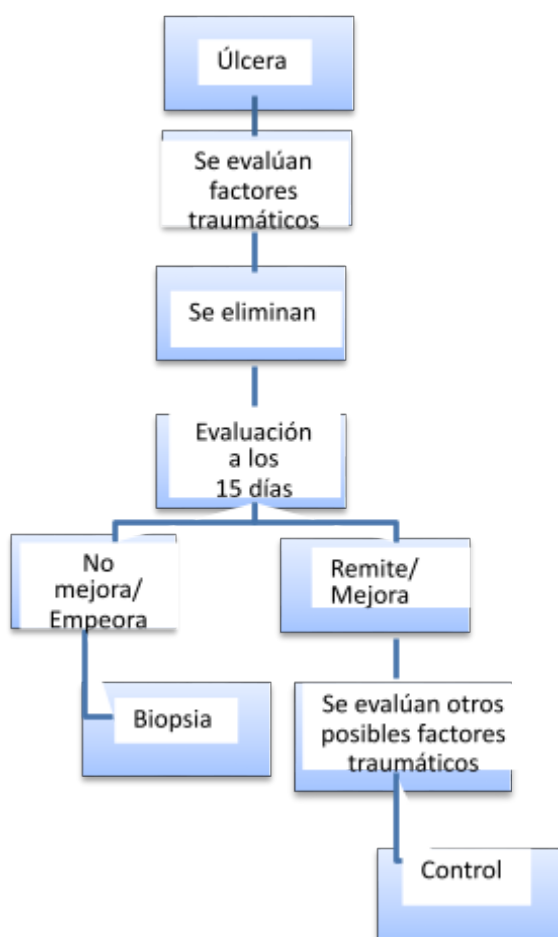 Úlcera
Se evalúan
factores
traumáticos
Se eliminan
Evaluación
a los
15 días
No
mejora/
Empeora
Remite/
Mejora
Biopsia
Se evalúan otros
posibles factores
traumáticos
Control